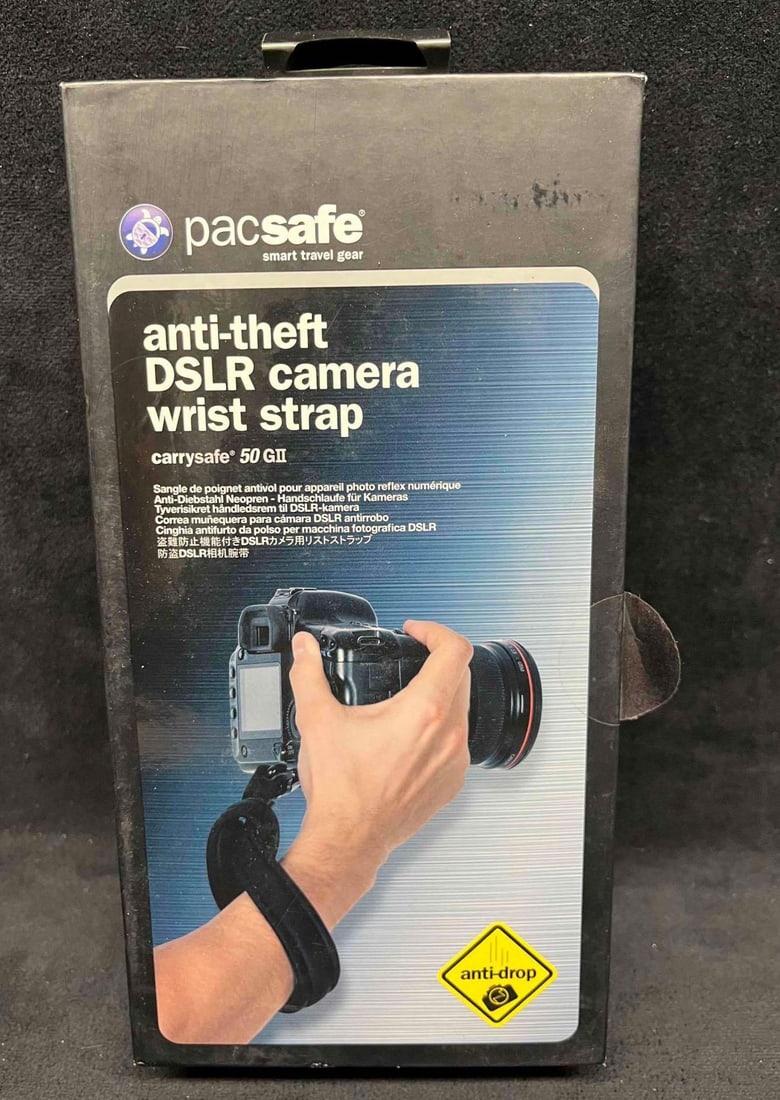 pacsafe®
smart travel gear
anti-theft
DSLR camera
wrist strap
carrysafe® 50 GII
Sangle de poignet antivol pour appareil photo reflex numérique
Anti-Diebstahl Neopren - Handschlaufe für Kameras
Tyverisikret håndledsrem til DSLR-kamera
Correa muñequera para cámara DSLR antirrobo
Cinghia antifurto da polso per macchina fotografica DSLR
盗難防止機能付きDSLRカメラ用リストストラップ
防盗DSLR相机腕带
anti-drop